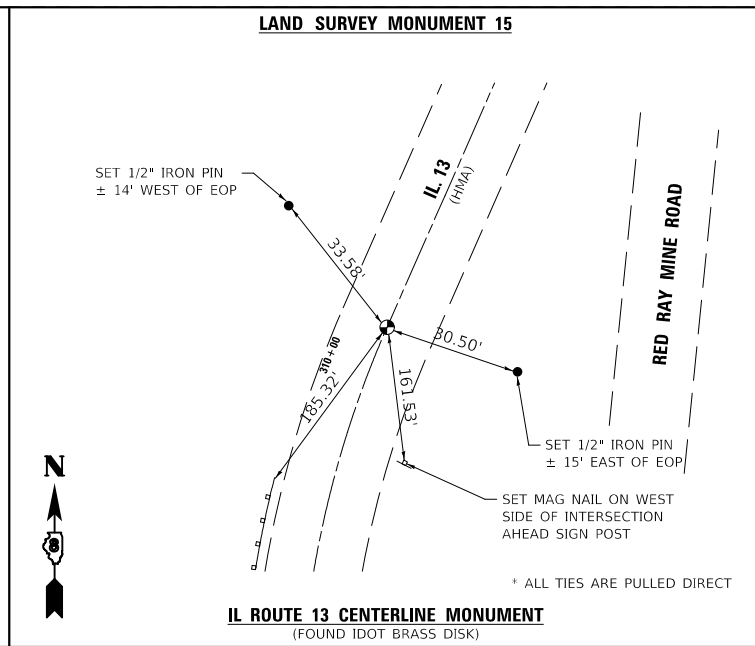 LAND SURVEY MONUMENT 15
SET 1/2" IRON PIN
± 14' WEST OF EOP
IL. 13
(HMA)
RED RAY MINE ROAD
33.58'
30.50'
310+00
185.32'
161.53'
SET 1/2" IRON PIN
± 15' EAST OF EOP
N
SET MAG NAIL ON WEST
SIDE OF INTERSECTION
AHEAD SIGN POST
* ALL TIES ARE PULLED DIRECT
IL ROUTE 13 CENTERLINE MONUMENT
(FOUND IDOT BRASS DISK)